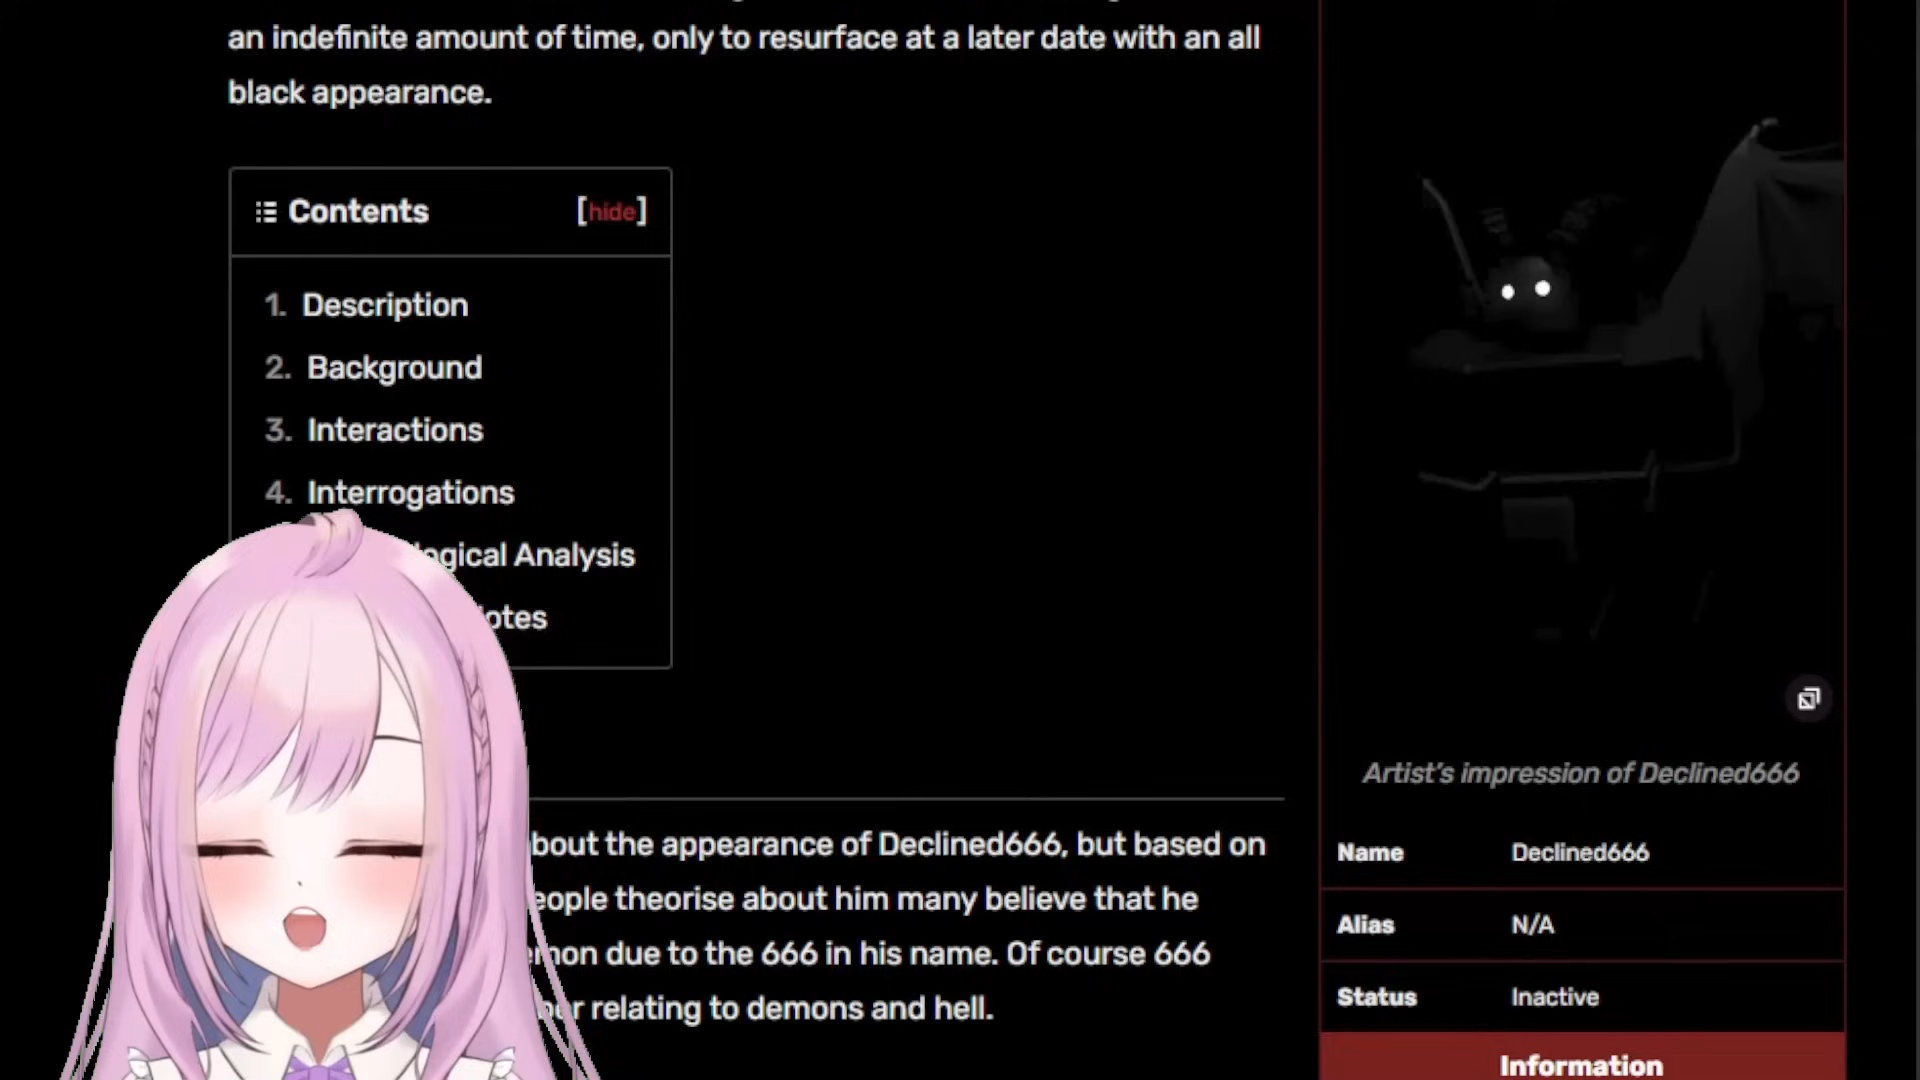 an indefinite amount of time, only to resurface at a later date with an all
black appearance.
Contents [hide]
1. Description
2. Background
3. Interactions
4. Interrogations
Analysis
bout the appearance of Declined666, but based on
eople theorise about him many believe that he
due to the 666 in his name. Of course 666
relating to demons and hell.
Artist's impression of Declined666
Name Declined666
Alias N/A
Status Inactive
Information